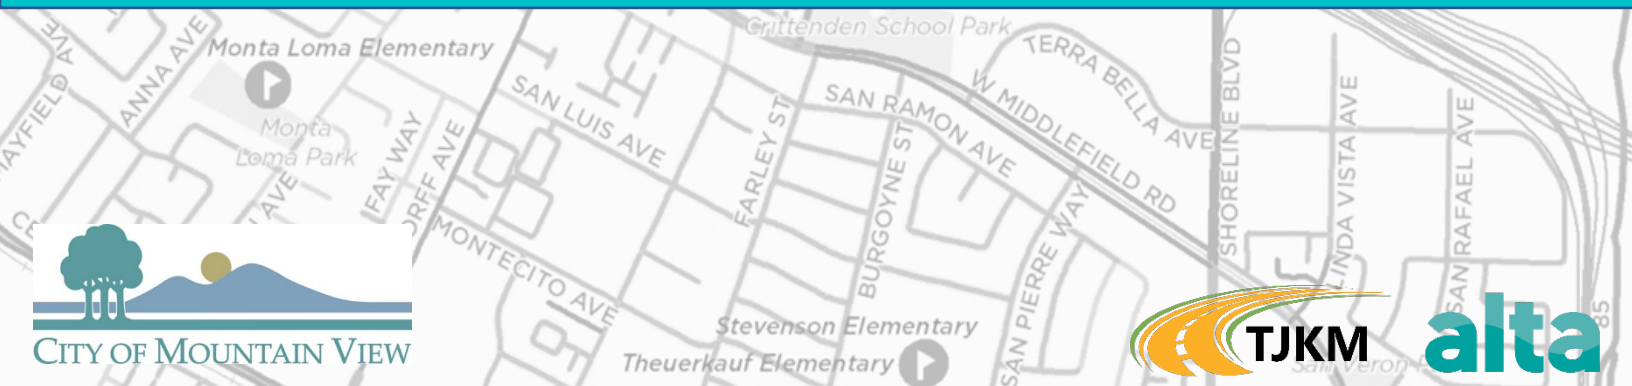 Crittenden School Park
Monta Loma Elementary
TERRA BELLA AVE
SHORELINE BLVD
ANNA AVE
W MIDDLEFIELD RD
SAN LUIS AVE
SAN RAMON AVE
LINDA VISTA AVE
SAN RAFAEL AVE
FARLEY ST
Monta
Loma Park
FAY WAY
BURGOYNE ST
AVE
MONTECITO AVE
SAN PIERRE WAY
85
Stevenson Elementary
Theuerkauf Elementary
CITY OF MOUNTAIN VIEW
TJKM
alta